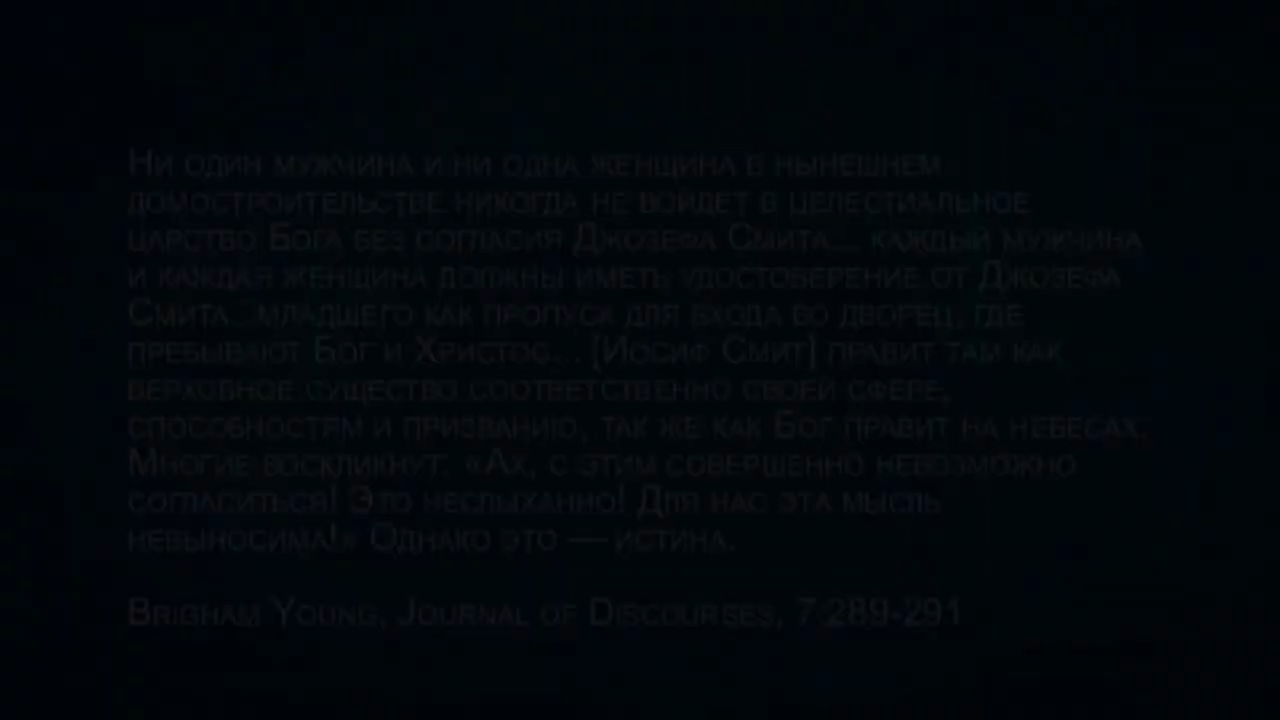 Ни один мужчина и ни одна женщина в нынешнем
домостроительстве никогда не войдет в целестиальное
царство Бога без согласия Джозефа Смита... каждый мужчина
и каждая женщина должны иметь удостоверение от Джозефа
Смита младшего как пропуск для входа во дворец, где
пребывают Бог и Христос... [Иосиф Смит] правит там как
верховное существо соответственно своей сфере,
способностям и призванию, так же как Бог правит на небесах.
Многие воскликнут: «Ах, с этим совершенно невозможно
согласиться! Это неслыханно! Для нас эта мысль
невыносима!» Однако это — истина.
Brigham Young, Journal of Discourses, 7:289-291